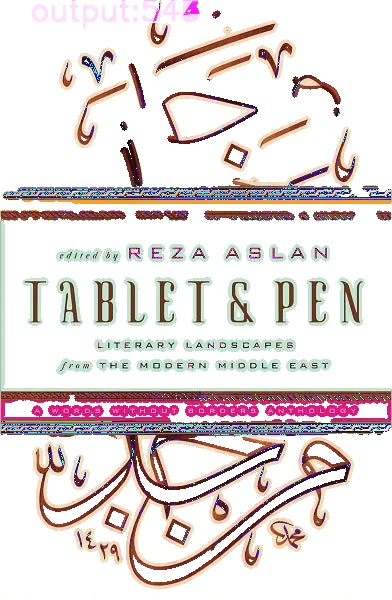 output:545
edited by REZA ASLAN
TABLET & PEN
LITERARY LANDSCAPES
from THE MODERN MIDDLE EAST
A WORDS WITHOUT BORDERS ANTHOLOGY
١٤٢٩